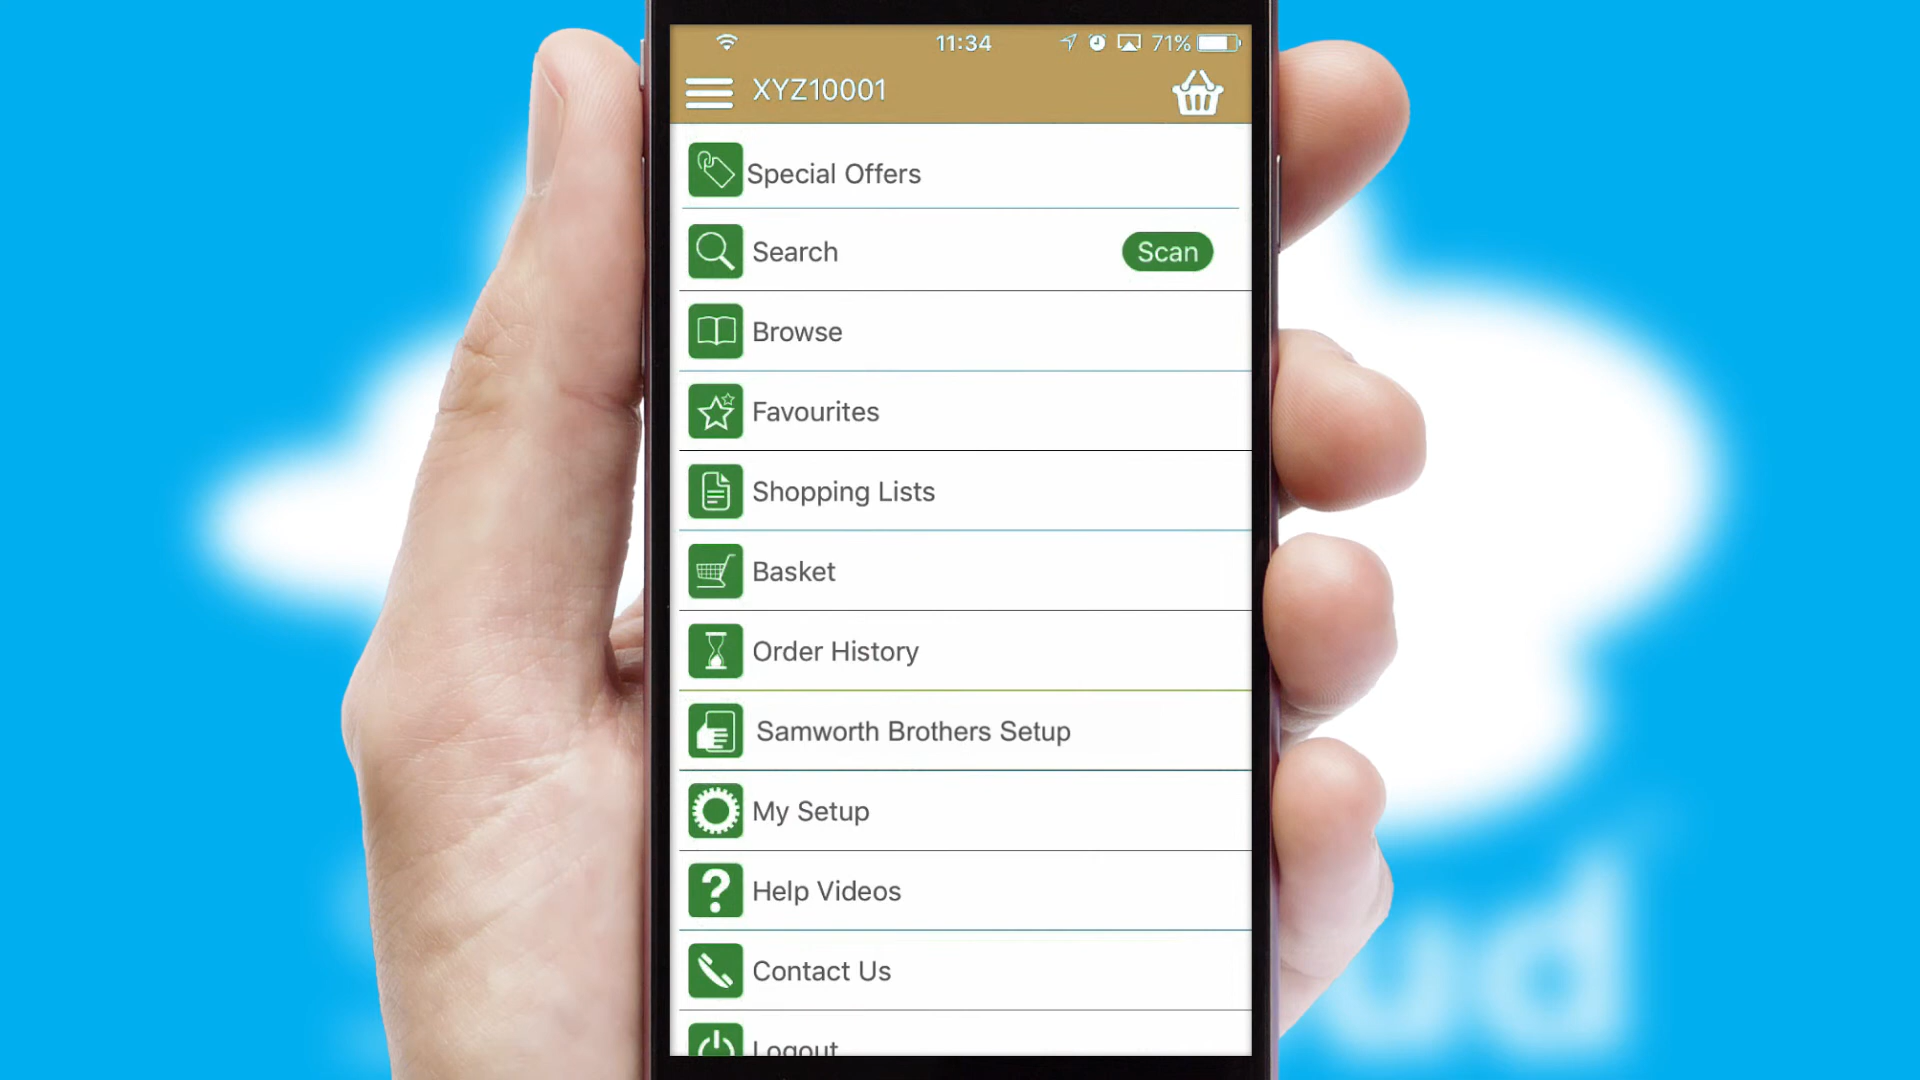 11:34 71%
XYZ10001
Special Offers
Search Scan
Browse
Favourites
Shopping Lists
Basket
Order History
Samworth Brothers Setup
My Setup
Help Videos
Contact Us
Logout